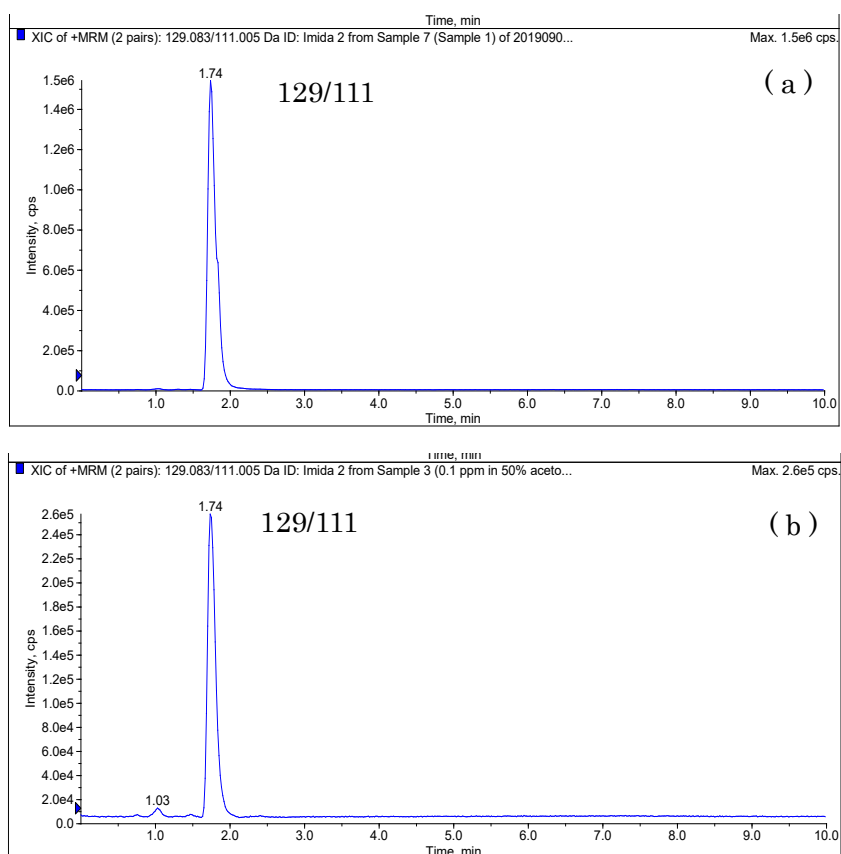 Time, min
XIC of +MRM (2 pairs): 129.083/111.005 Da ID: Imida 2 from Sample 7 (Sample 1) of 2019090... Max. 1.5e6 cps.
1.74
129/111
(a)
1.5e6
1.4e6
1.2e6
1.0e6
8.0e5
6.0e5
4.0e5
2.0e5
0.0
Intensity, cps
1.0 2.0 3.0 4.0 5.0 6.0 7.0 8.0 9.0 10.0
Time, min
Time, min
XIC of +MRM (2 pairs): 129.083/111.005 Da ID: Imida 2 from Sample 3 (0.1 ppm in 50% aceto... Max. 2.6e5 cps.
1.74
129/111
(b)
2.6e5
2.4e5
2.2e5
2.0e5
1.8e5
1.6e5
1.4e5
1.2e5
1.0e5
8.0e4
6.0e4
4.0e4
2.0e4
0.0
Intensity, cps
1.03
1.0 2.0 3.0 4.0 5.0 6.0 7.0 8.0 9.0 10.0
Time, min